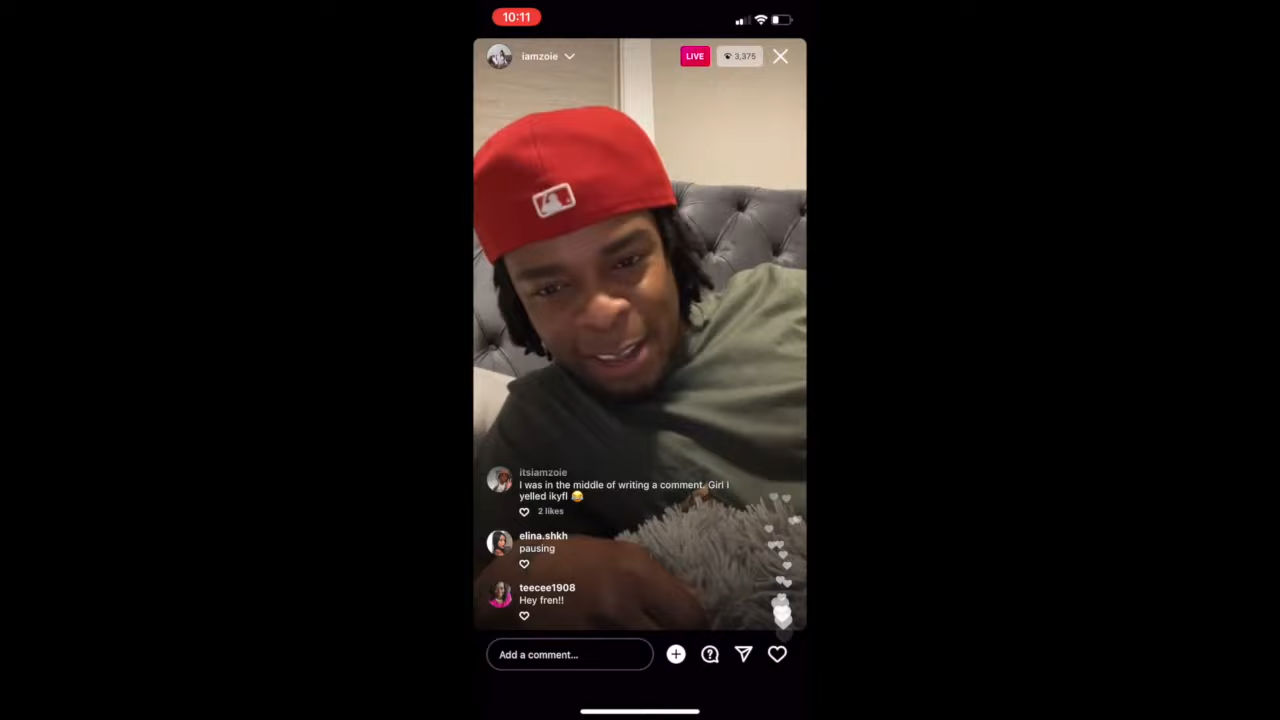 10:11
iamzoie
LIVE
3,375
itsiamzoie
I was in the middle of writing a comment. Girl I
yelled ikyfl 😂
2 likes
elina.shkh
pausing
teecee1908
Hey fren!!
Add a comment...